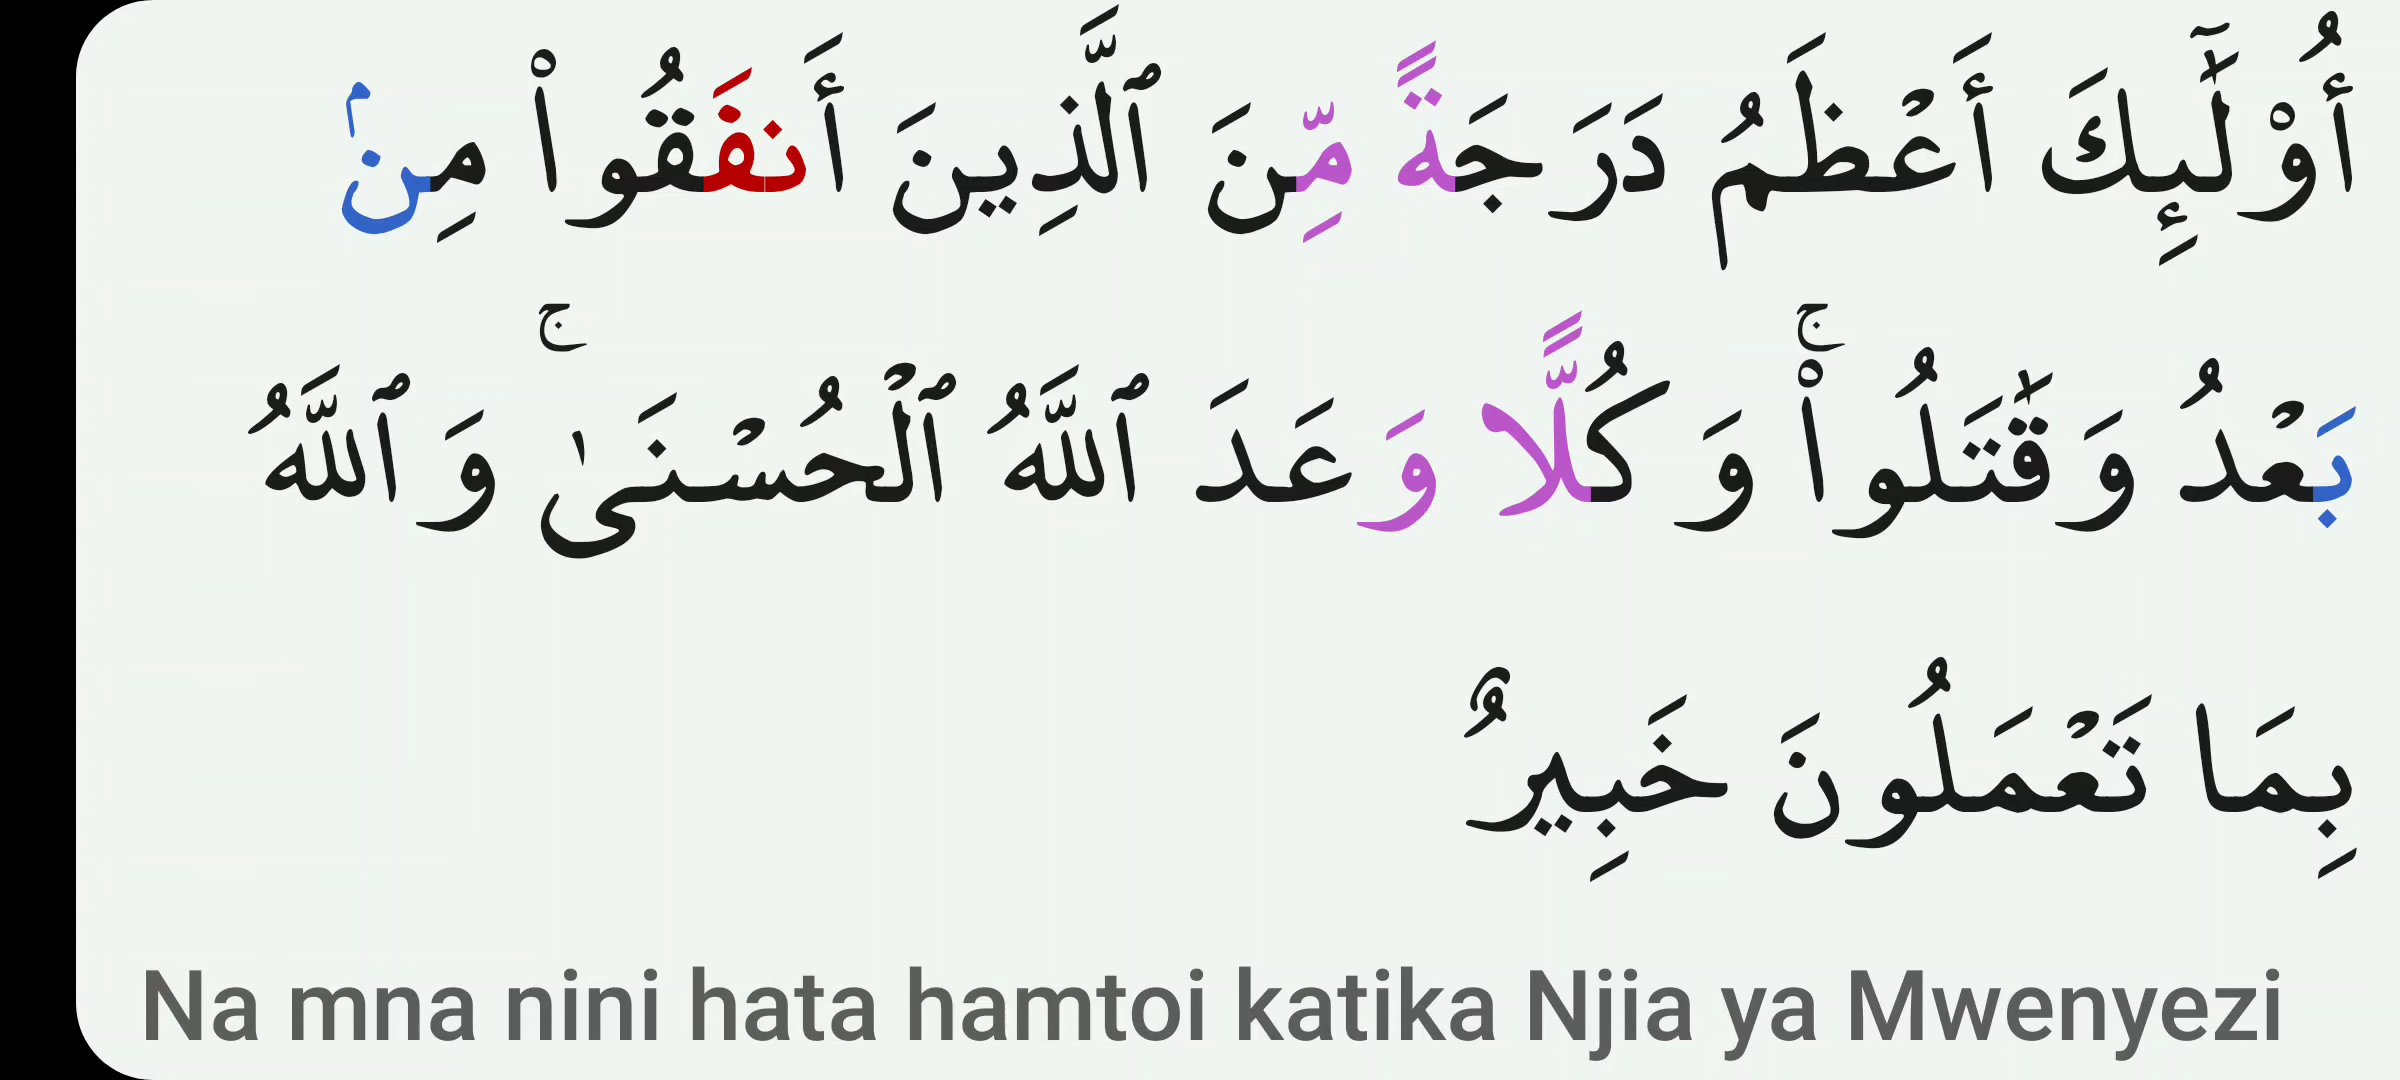 أُوْلَٰٓئِكَ أَعْظَمُ دَرَجَةً مِّنَ ٱلَّذِينَ أَنفَقُواْ مِنۢ
بَعْدُ وَقَٰتَلُواْۚ وَكُلًّا وَعَدَ ٱللَّهُ ٱلْحُسْنَىٰۚ وَٱللَّهُ
بِمَا تَعْمَلُونَ خَبِيرٌ
Na mna nini hata hamtoi katika Njia ya Mwenyezi